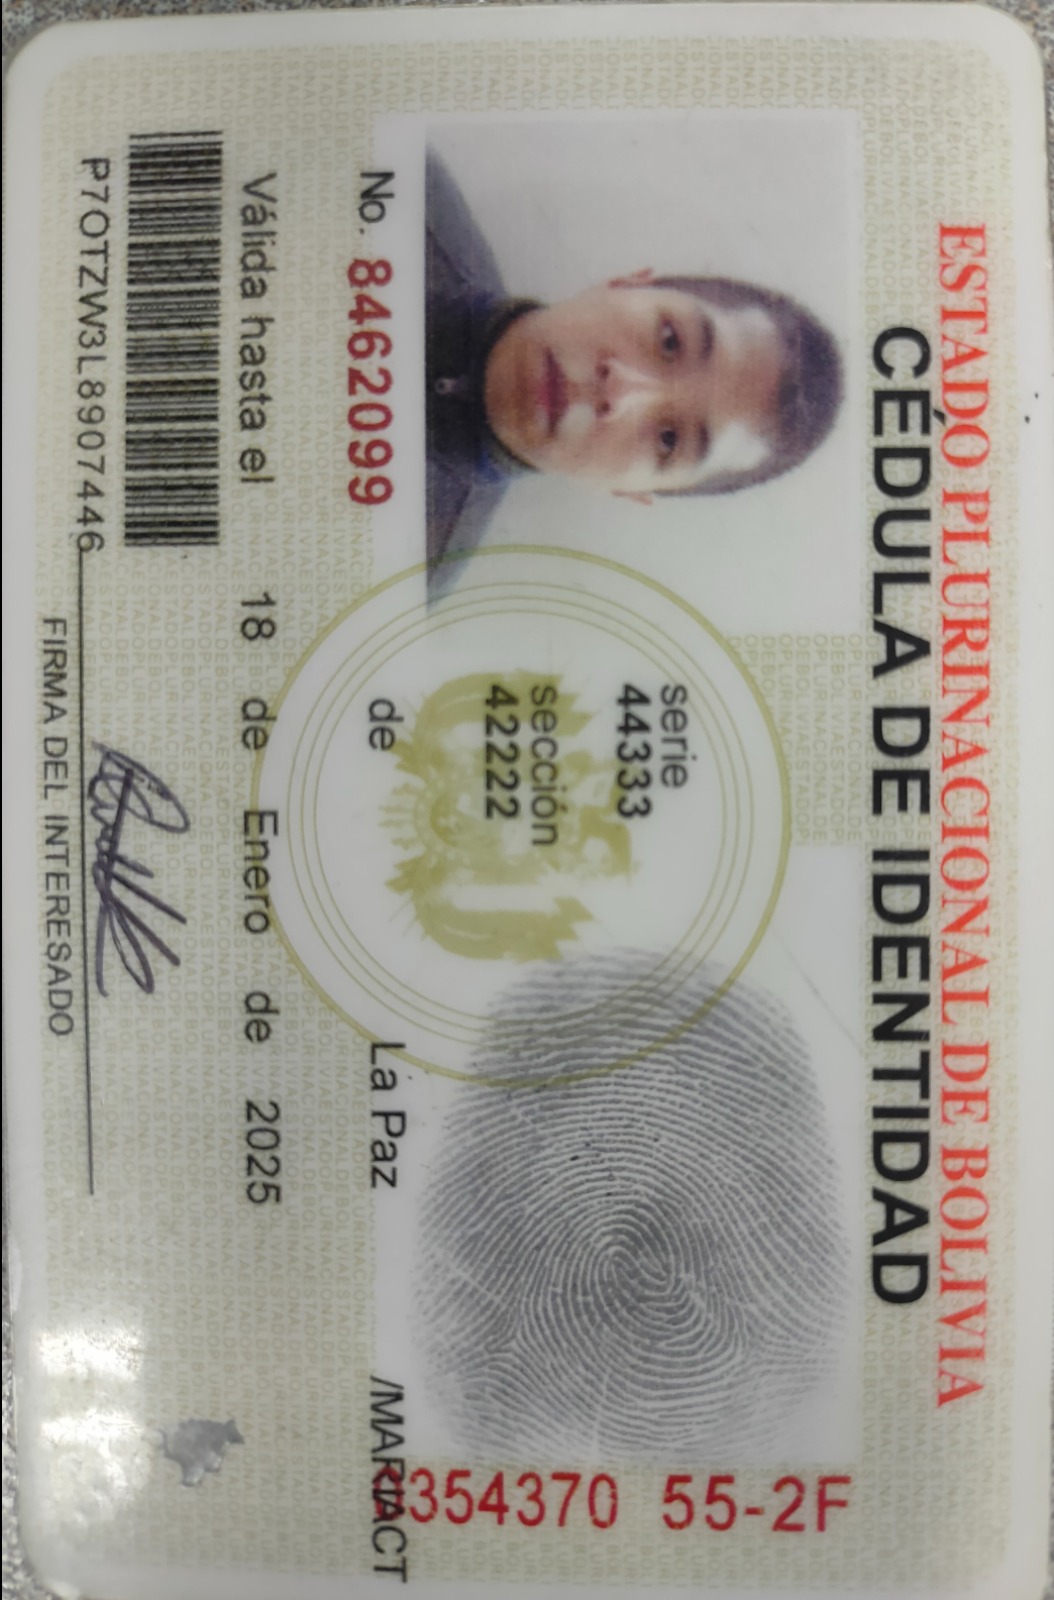 ESTADO PLURINACIONAL DE BOLIVIA
CÉDULA DE IDENTIDAD
serie
44333
sección
42222
No. 8462099 de La Paz /MARIACT
354370 55-2F
Válida hasta el 18 de Enero de 2025
P7OTZW3L8907446
FIRMA DEL INTERESADO